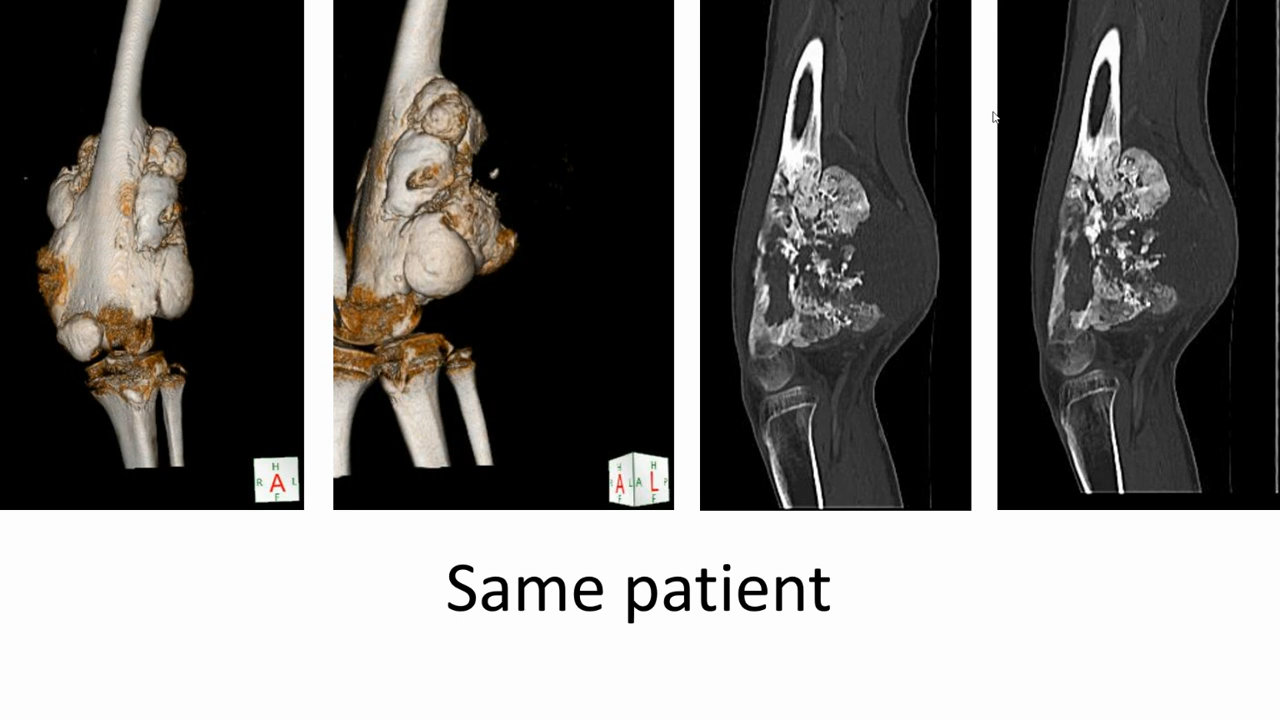 H
R A L
F
H H
A L A L P
F F
Same patient